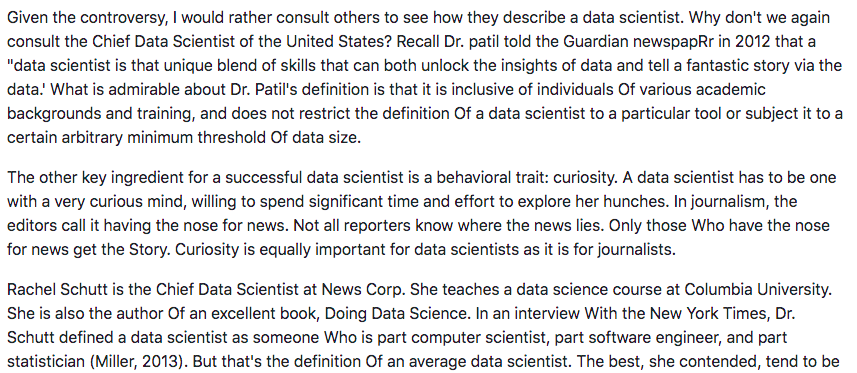 Given the controversy, I would rather consult others to see how they describe a data scientist. Why don't we again
consult the Chief Data Scientist of the United States? Recall Dr. patil told the Guardian newspapRr in 2012 that a
"data scientist is that unique blend of skills that can both unlock the insights of data and tell a fantastic story via the
data.' What is admirable about Dr. Patil's definition is that it is inclusive of individuals Of various academic
backgrounds and training, and does not restrict the definition Of a data scientist to a particular tool or subject it to a
certain arbitrary minimum threshold Of data size.
The other key ingredient for a successful data scientist is a behavioral trait: curiosity. A data scientist has to be one
with a very curious mind, willing to spend significant time and effort to explore her hunches. In journalism, the
editors call it having the nose for news. Not all reporters know where the news lies. Only those Who have the nose
for news get the Story. Curiosity is equally important for data scientists as it is for journalists.
Rachel Schutt is the Chief Data Scientist at News Corp. She teaches a data science course at Columbia University.
She is also the author Of an excellent book, Doing Data Science. In an interview With the New York Times, Dr.
Schutt defined a data scientist as someone Who is part computer scientist, part software engineer, and part
statistician (Miller, 2013). But that's the definition Of an average data scientist. The best, she contended, tend to be